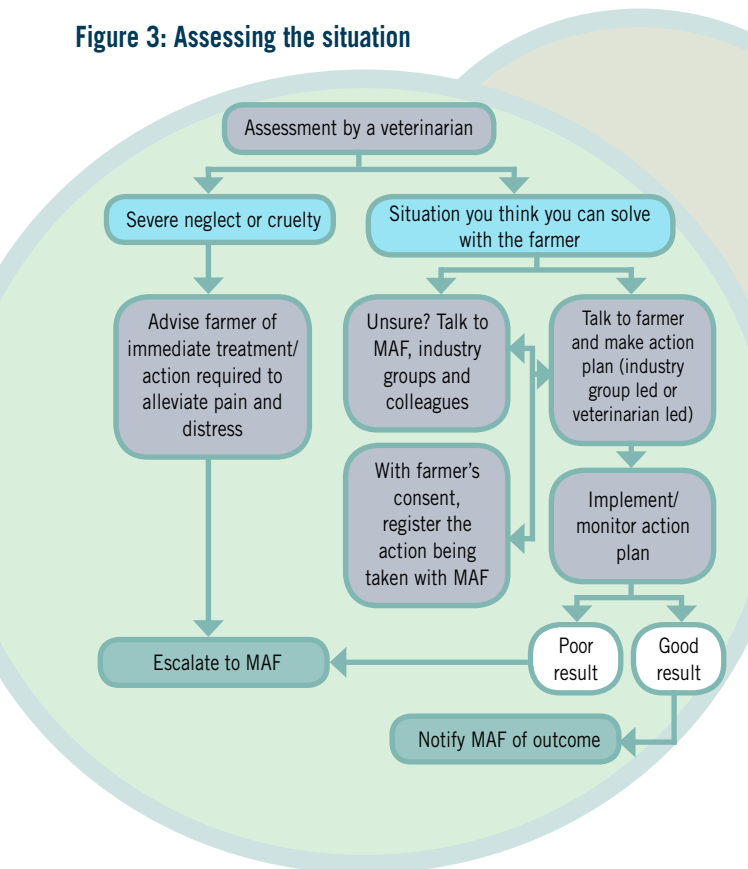 Figure 3: Assessing the situation
Assessment by a veterinarian
Severe neglect or cruelty
Situation you think you can solve
with the farmer
Advise farmer of
immediate treatment/
action required to
alleviate pain and
distress
Unsure? Talk to
MAF, industry
groups and
colleagues
Talk to farmer
and make action
plan (industry
group led or
veterinarian led)
With farmer's
consent,
register the
action being
taken with MAF
Implement/
monitor action
plan
Escalate to MAF
Poor
result
Good
result
Notify MAF of outcome